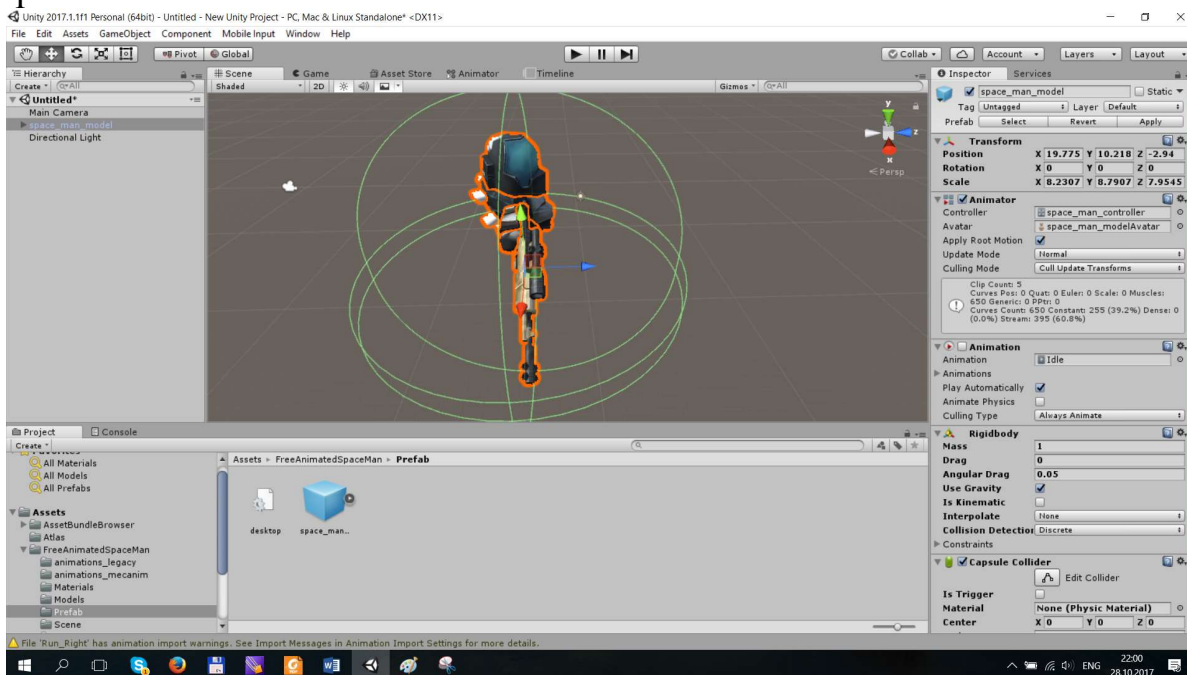 Unity 2017.1.1f1 Personal (64bit) - Untitled - New Unity Project - PC, Mac & Linux Standalone* <DX11>
File Edit Assets GameObject Component Mobile Input Window Help
Pivot Global Collab Account Layers Layout
Hierarchy
Create All
Untitled*
Main Camera
space_man_model
Directional Light
Scene Game Asset Store Animator Timeline
Shaded 2D Gizmos All
y
z
x
Persp
Inspector Services
space_man_model Static
Tag Untagged Layer Default
Prefab Select Revert Apply
Transform
Position X 19.775 Y 10.218 Z -2.94
Rotation X 0 Y 0 Z 0
Scale X 8.2307 Y 8.7907 Z 7.9545
Animator
Controller space_man_controller
Avatar space_man_modelAvatar
Apply Root Motion
Update Mode Normal
Culling Mode Cull Update Transforms
Clip Count: 5
Curves Pos: 0 Quat: 0 Euler: 0 Scale: 0 Muscles:
650 Generic: 0 PPtr: 0
Curves Count: 650 Constant: 255 (39.2%) Dense: 0
(0.0%) Stream: 395 (60.8%)
Animation
Animation Idle
Animations
Play Automatically
Animate Physics
Culling Type Always Animate
Rigidbody
Mass 1
Drag 0
Angular Drag 0.05
Use Gravity
Is Kinematic
Interpolate None
Collision Detection Discrete
Constraints
Capsule Collider
Edit Collider
Is Trigger
Material None (Physic Material)
Center X 0 Y 0 Z 0
Project Console
Create
All Materials
All Models
All Prefabs
Assets
AssetBundleBrowser
Atlas
FreeAnimatedSpaceMan
animations_legacy
animations_mecanim
Materials
Models
Prefab
Scene
Assets FreeAnimatedSpaceMan Prefab
desktop space_man...
File 'Run_Right' has animation import warnings. See Import Messages in Animation Import Settings for more details.
ENG 22:00
28.10.2017